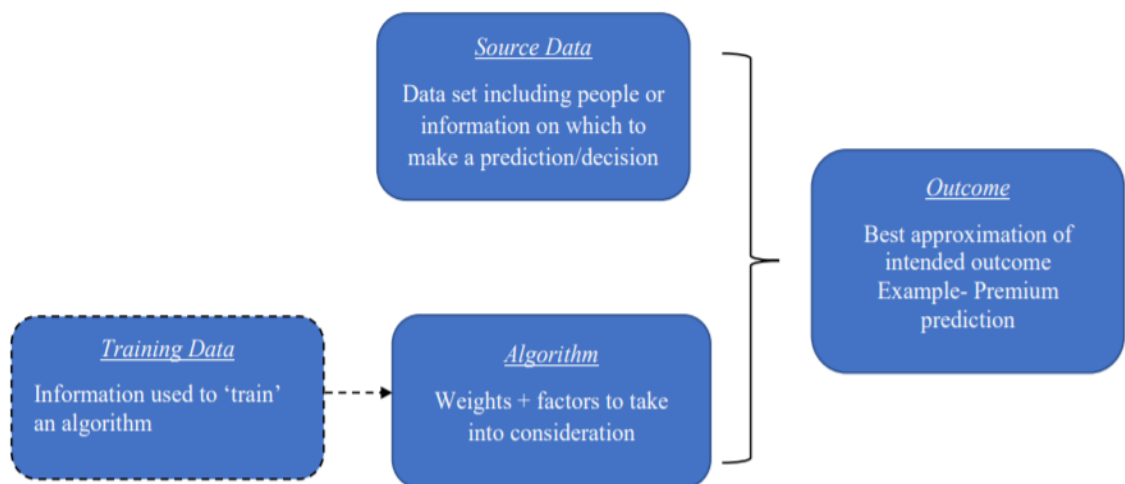 Source Data
Data set including people or
information on which to
make a prediction/decision
Outcome
Best approximation of
intended outcome
Example- Premium
prediction
Training Data
Information used to ‘train’
an algorithm
Algorithm
Weights + factors to take
into consideration